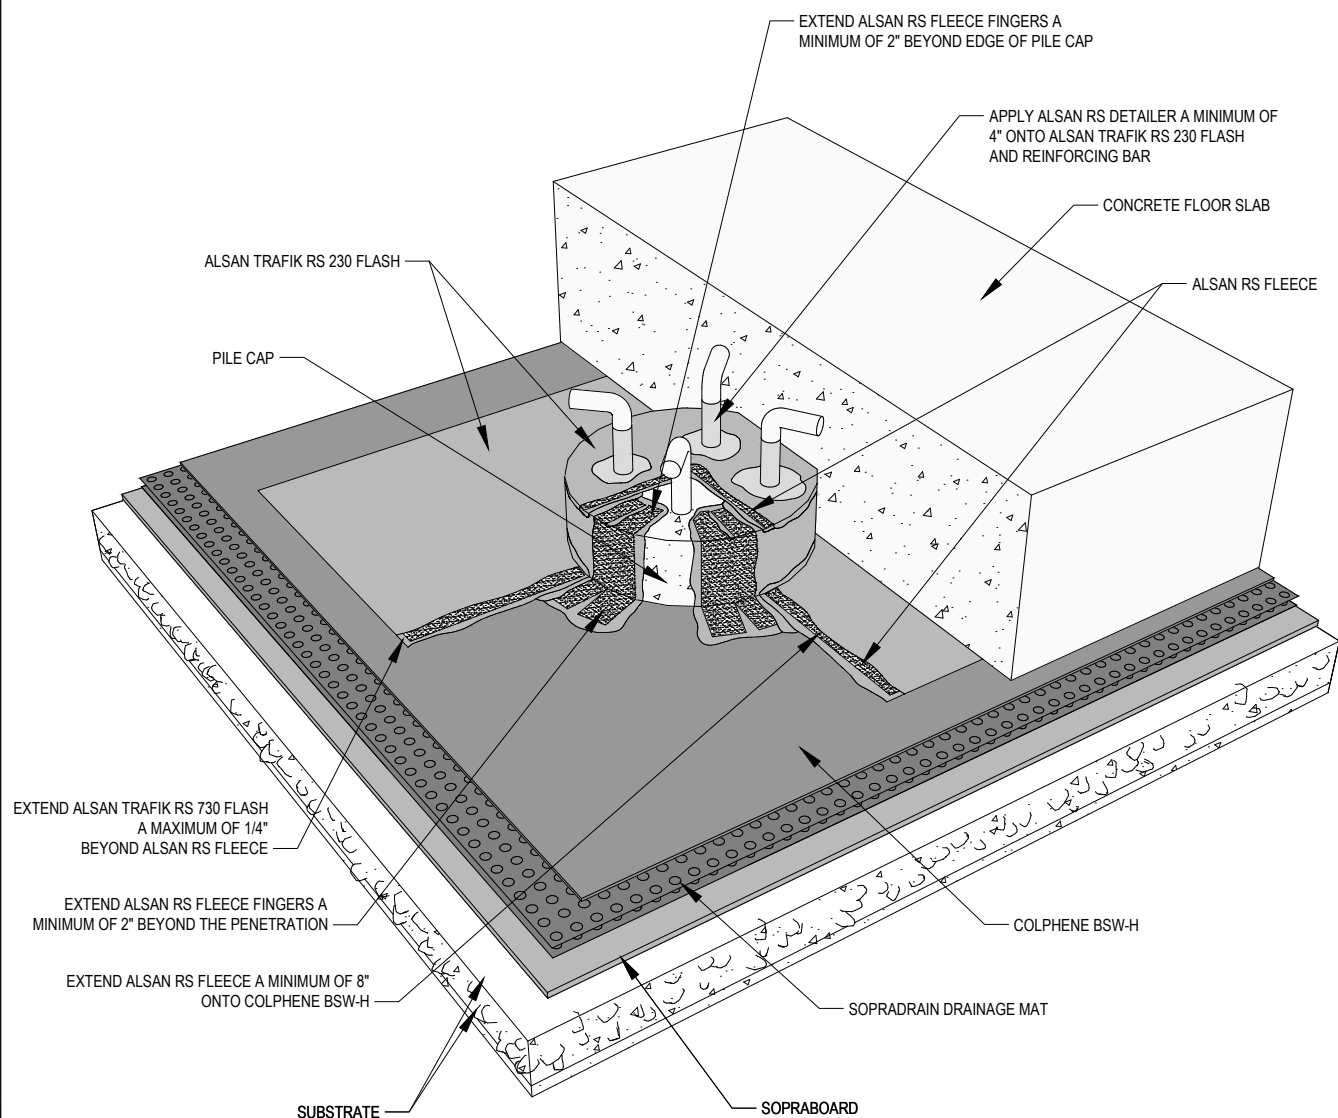 EXTEND ALSAN RS FLEECE FINGERS A
MINIMUM OF 2" BEYOND EDGE OF PILE CAP
APPLY ALSAN RS DETAILER A MINIMUM OF
4" ONTO ALSAN TRAFIK RS 230 FLASH
AND REINFORCING BAR
CONCRETE FLOOR SLAB
ALSAN TRAFIK RS 230 FLASH
ALSAN RS FLEECE
PILE CAP
EXTEND ALSAN TRAFIK RS 730 FLASH
A MAXIMUM OF 1/4"
BEYOND ALSAN RS FLEECE
EXTEND ALSAN RS FLEECE FINGERS A
MINIMUM OF 2" BEYOND THE PENETRATION
COLPHENE BSW-H
EXTEND ALSAN RS FLEECE A MINIMUM OF 8"
ONTO COLPHENE BSW-H
SOPRADRAIN DRAINAGE MAT
SUBSTRATE
SOPRABOARD